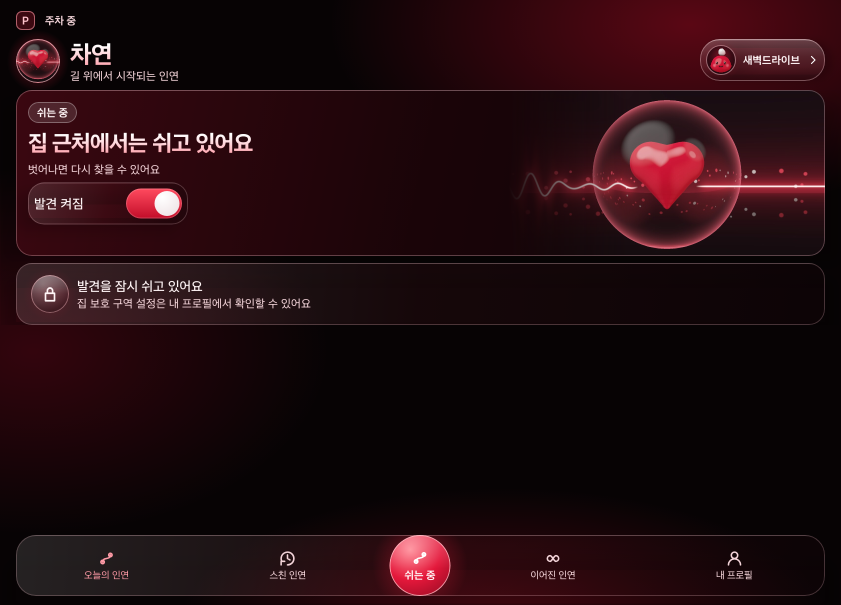 P 주차 중
차연
길 위에서 시작되는 인연
새벽드라이브
쉬는 중
집 근처에서는 쉬고 있어요
벗어나면 다시 찾을 수 있어요
발견 켜짐
발견을 잠시 쉬고 있어요
집 보호 구역 설정은 내 프로필에서 확인할 수 있어요
오늘의 인연
스친 인연
쉬는 중
이어진 인연
내 프로필